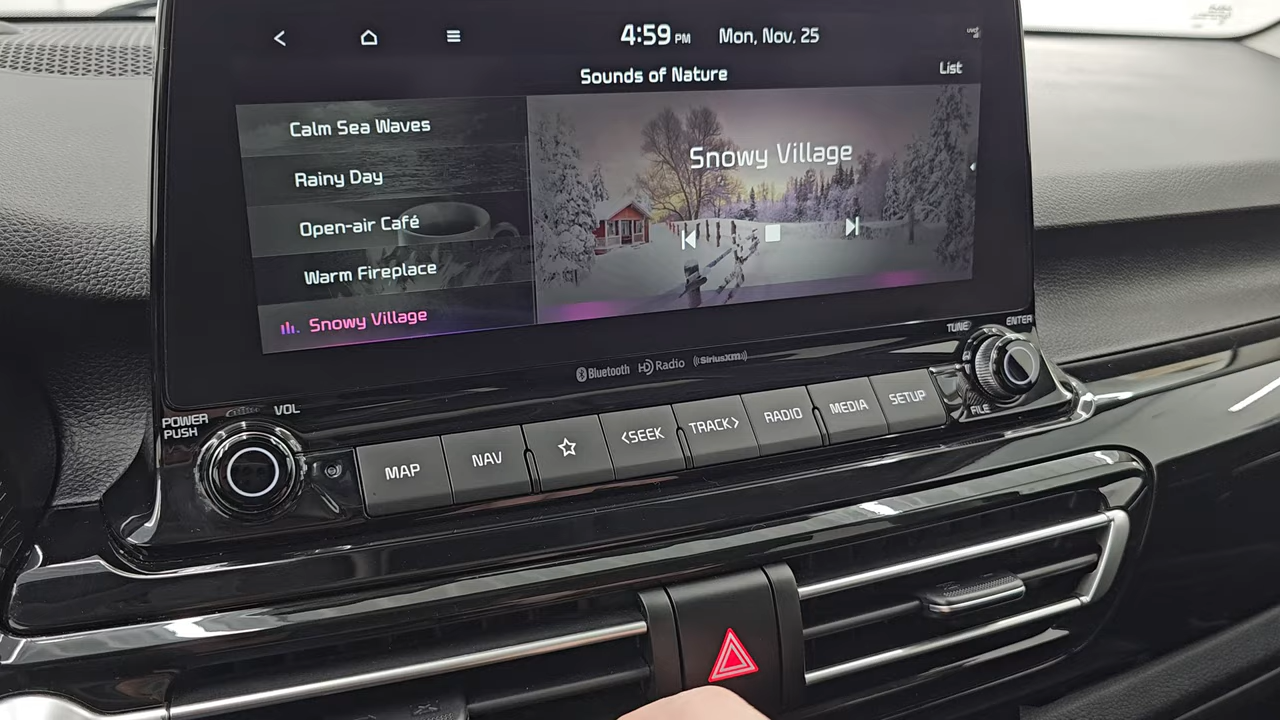 4:59 PM Mon, Nov. 25
Sounds of Nature
List
Calm Sea Waves
Rainy Day
Open-air Café
Warm Fireplace
Snowy Village
Snowy Village
Bluetooth HD Radio ((SiriusXM))
TUNE
ENTER
FILE
POWER
PUSH
VOL
MAP
NAV
<SEEK
TRACK>
RADIO
MEDIA
SETUP